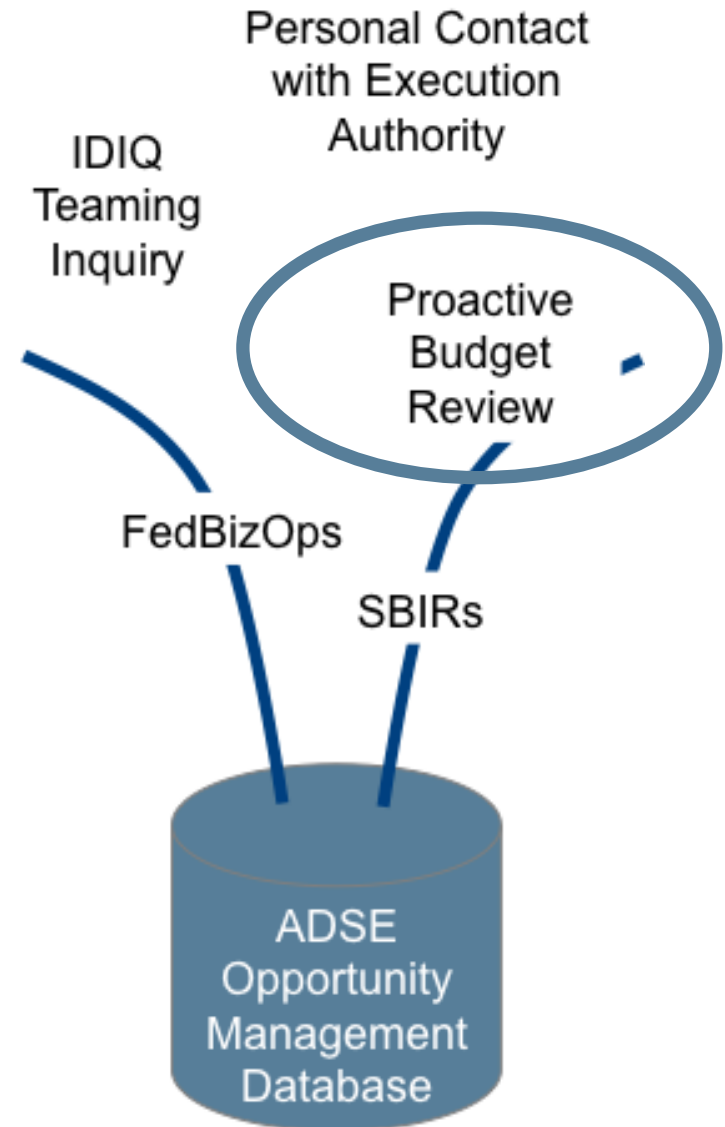 Personal Contact
with Execution
Authority
IDIQ
Teaming
Inquiry
Proactive
Budget
Review
FedBizOps
SBIRs
ADSE
Opportunity
Management
Database